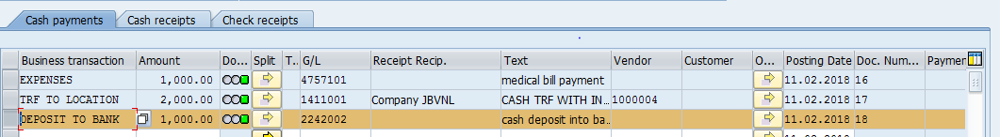 Cash payments Cash receipts Check receipts
Business transaction Amount Do... Split T.. G/L Receipt Recip. Text Vendor Customer O... Posting Date Doc. Num... Paymen
EXPENSES 1,000.00 4757101 medical bill payment 11.02.2018 16
TRF TO LOCATION 2,000.00 1411001 Company JBVNL CASH TRF WITH IN... 1000004 11.02.2018 17
DEPOSIT TO BANK 1,000.00 2242002 cash deposit into ba... 11.02.2018 18